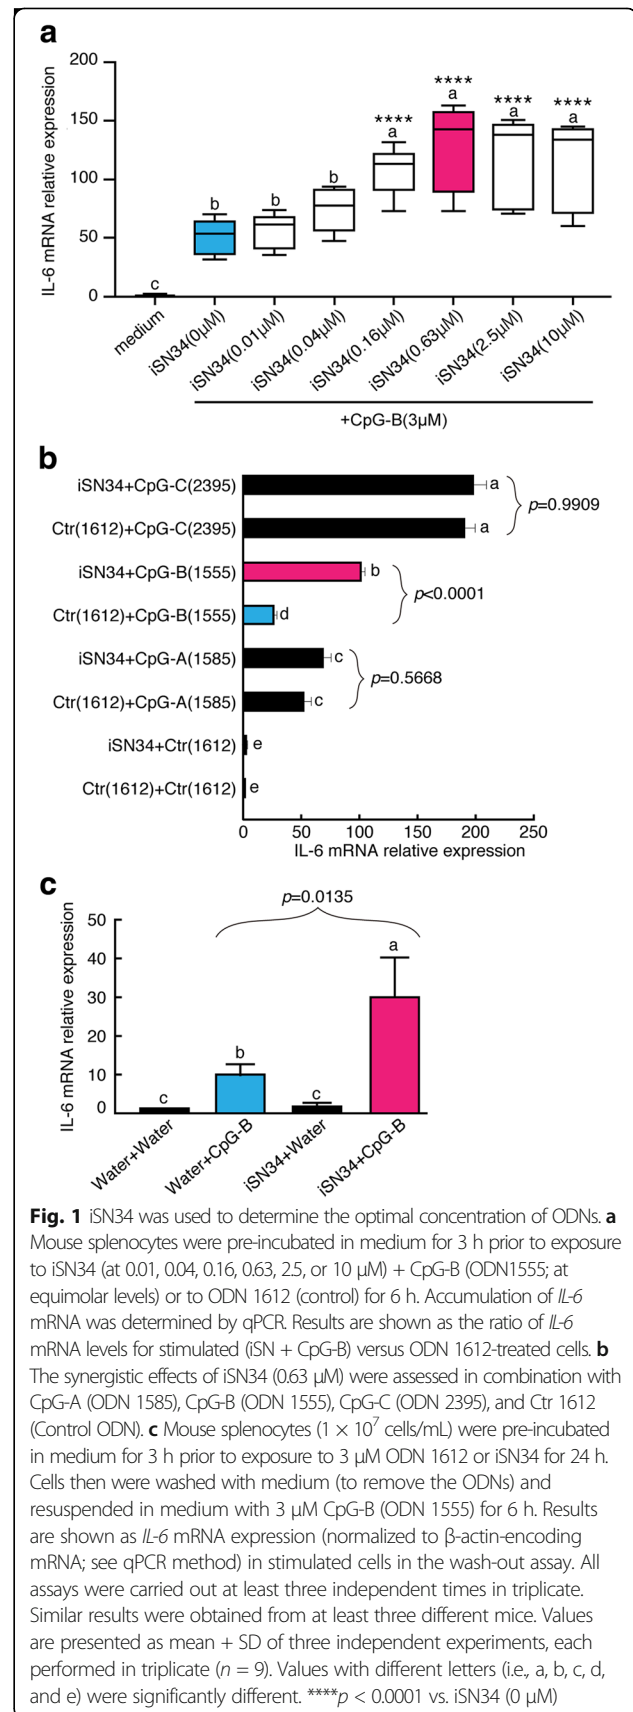 a
200
150
100
50
0
IL-6 mRNA relative expression
c
b
b
b
****
a
****
a
****
a
****
a
medium
iSN34(0μM)
iSN34(0.01μM)
iSN34(0.04μM)
iSN34(0.16μM)
iSN34(0.63μM)
iSN34(2.5μM)
iSN34(10μM)
+CpG-B(3μM)
b
iSN34+CpG-C(2395) a
Ctr(1612)+CpG-C(2395) a
p=0.9909
iSN34+CpG-B(1555) b
Ctr(1612)+CpG-B(1555) d
p<0.0001
iSN34+CpG-A(1585) c
Ctr(1612)+CpG-A(1585) c
p=0.5668
iSN34+Ctr(1612) e
Ctr(1612)+Ctr(1612) e
0 50 100 150 200 250
IL-6 mRNA relative expression
c
p=0.0135
50
40
30
20
10
0
IL-6 mRNA relative expression
c
b
c
a
Water+Water
Water+CpG-B
iSN34+Water
iSN34+CpG-B
Fig. 1 iSN34 was used to determine the optimal concentration of ODNs. a
Mouse splenocytes were pre-incubated in medium for 3 h prior to exposure
to iSN34 (at 0.01, 0.04, 0.16, 0.63, 2.5, or 10 μM) + CpG-B (ODN1555; at
equimolar levels) or to ODN 1612 (control) for 6 h. Accumulation of IL-6
mRNA was determined by qPCR. Results are shown as the ratio of IL-6
mRNA levels for stimulated (iSN + CpG-B) versus ODN 1612-treated cells. b
The synergistic effects of iSN34 (0.63 μM) were assessed in combination with
CpG-A (ODN 1585), CpG-B (ODN 1555), CpG-C (ODN 2395), and Ctr 1612
(Control ODN). c Mouse splenocytes (1 × 10⁷ cells/mL) were pre-incubated
in medium for 3 h prior to exposure to 3 μM ODN 1612 or iSN34 for 24 h.
Cells then were washed with medium (to remove the ODNs) and
resuspended in medium with 3 μM CpG-B (ODN 1555) for 6 h. Results
are shown as IL-6 mRNA expression (normalized to β-actin-encoding
mRNA; see qPCR method) in stimulated cells in the wash-out assay. All
assays were carried out at least three independent times in triplicate.
Similar results were obtained from at least three different mice. Values
are presented as mean + SD of three independent experiments, each
performed in triplicate (n = 9). Values with different letters (i.e., a, b, c, d,
and e) were significantly different. ****p < 0.0001 vs. iSN34 (0 μM)